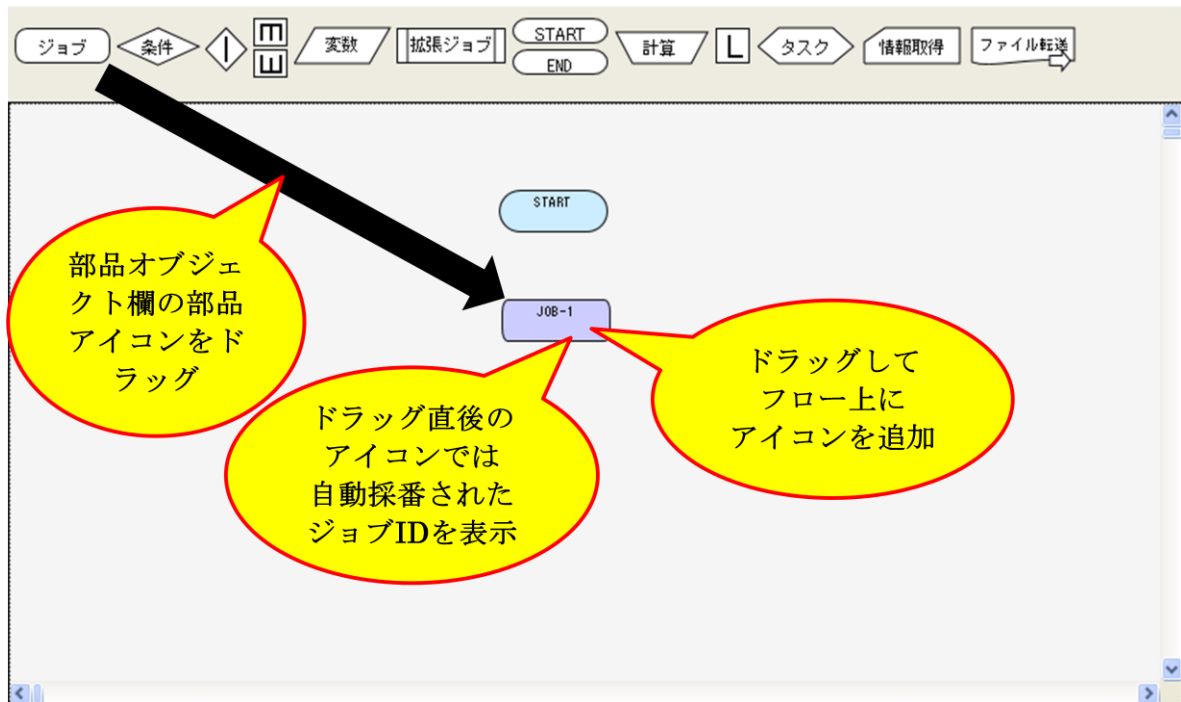 ジョブ
条件
変数
拡張ジョブ
START
END
計算
L
タスク
情報取得
ファイル転送
START
JOB-1
部品オブジェ
クト欄の部品
アイコンをド
ラッグ
ドラッグして
フロー上に
アイコンを追加
ドラッグ直後の
アイコンでは
自動採番された
ジョブIDを表示